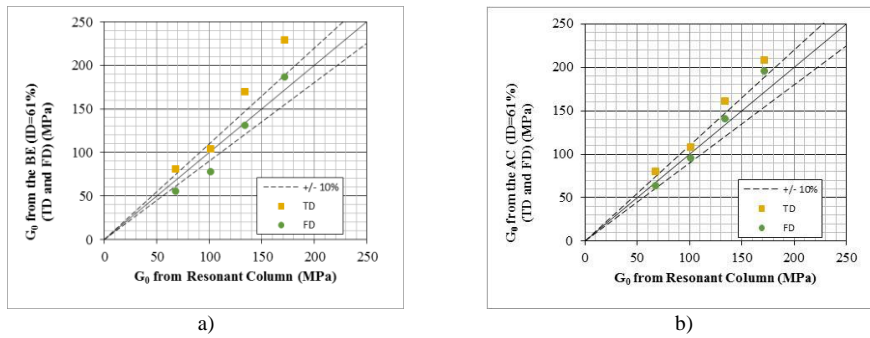 250
200
150
100
50
0
G₀ from the BE (ID=61%)
(TD and FD) (MPa)
+/- 10%
TD
FD
0 50 100 150 200 250
G₀ from Resonant Column (MPa)
a)
250
200
150
100
50
0
G₀ from the AC (ID=61%)
(TD and FD) (MPa)
+/- 10%
TD
FD
0 50 100 150 200 250
G₀ from Resonant Column (MPa)
b)